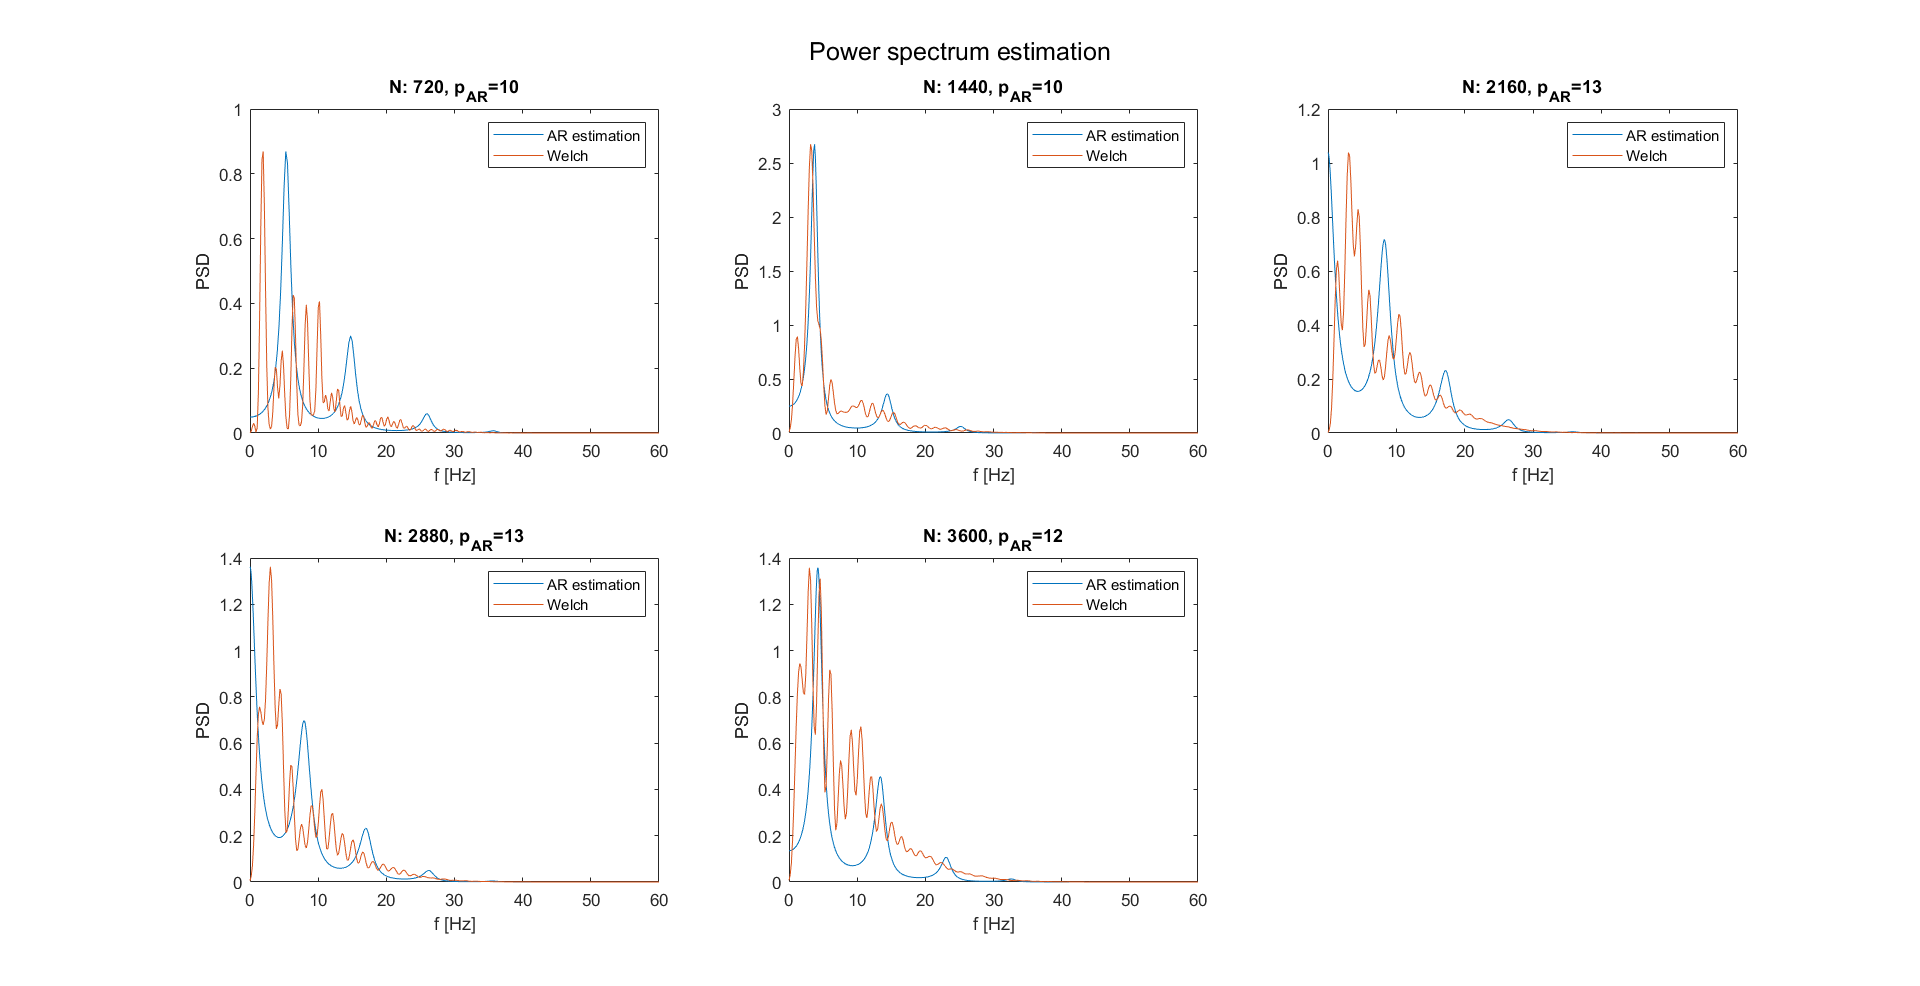 Power spectrum estimation
N: 720, pAR=10
1
0.8
0.6
0.4
0.2
0
PSD
AR estimation
Welch
0 10 20 30 40 50 60
f [Hz]
N: 1440, pAR=10
3
2.5
2
1.5
1
0.5
0
PSD
AR estimation
Welch
0 10 20 30 40 50 60
f [Hz]
N: 2160, pAR=13
1.2
1
0.8
0.6
0.4
0.2
0
PSD
AR estimation
Welch
0 10 20 30 40 50 60
f [Hz]
N: 2880, pAR=13
1.4
1.2
1
0.8
0.6
0.4
0.2
0
PSD
AR estimation
Welch
0 10 20 30 40 50 60
f [Hz]
N: 3600, pAR=12
1.4
1.2
1
0.8
0.6
0.4
0.2
0
PSD
AR estimation
Welch
0 10 20 30 40 50 60
f [Hz]